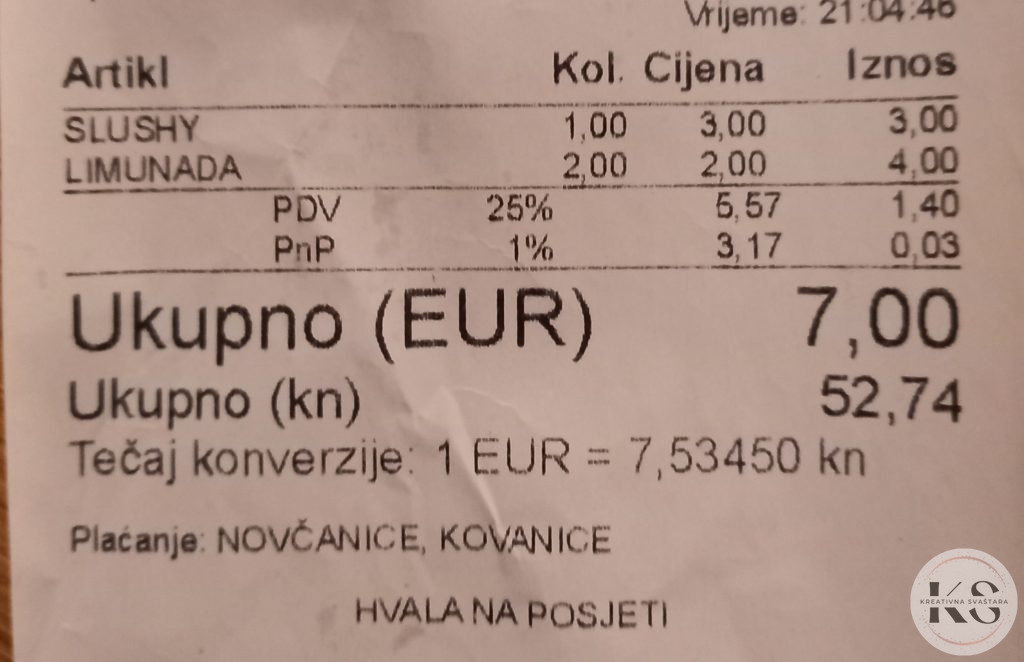 Vrijeme: 21:04:46
Artikl Kol. Cijena Iznos
SLUSHY 1,00 3,00 3,00
LIMUNADA 2,00 2,00 4,00
PDV 25% 5,57 1,40
PnP 1% 3,17 0,03
Ukupno (EUR) 7,00
Ukupno (kn) 52,74
Tečaj konverzije: 1 EUR = 7,53450 kn
Plaćanje: NOVČANICE, KOVANICE
HVALA NA POSJETI
KS
KREATIVNA SVAŠTARA